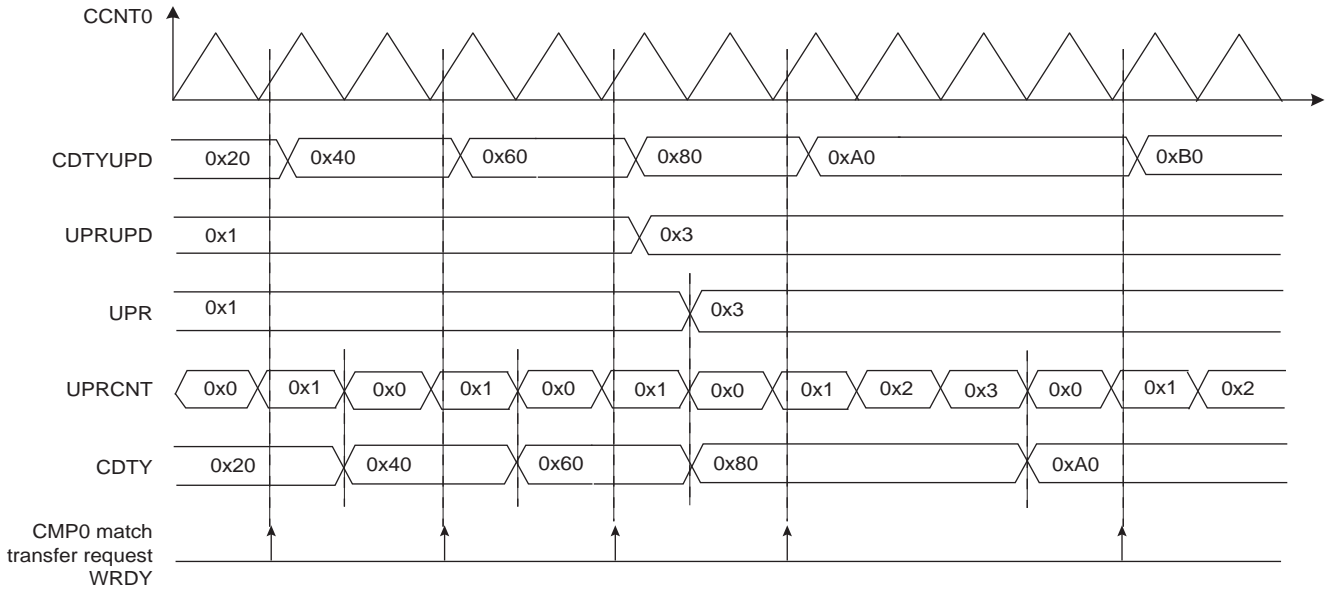 CCNT0
CDTYUPD 0x20 0x40 0x60 0x80 0xA0 0xB0
UPRUPD 0x1 0x3
UPR 0x1 0x3
UPRCNT 0x0 0x1 0x0 0x1 0x0 0x1 0x0 0x1 0x2 0x3 0x0 0x1 0x2
CDTY 0x20 0x40 0x60 0x80 0xA0
CMP0 match
transfer request
WRDY